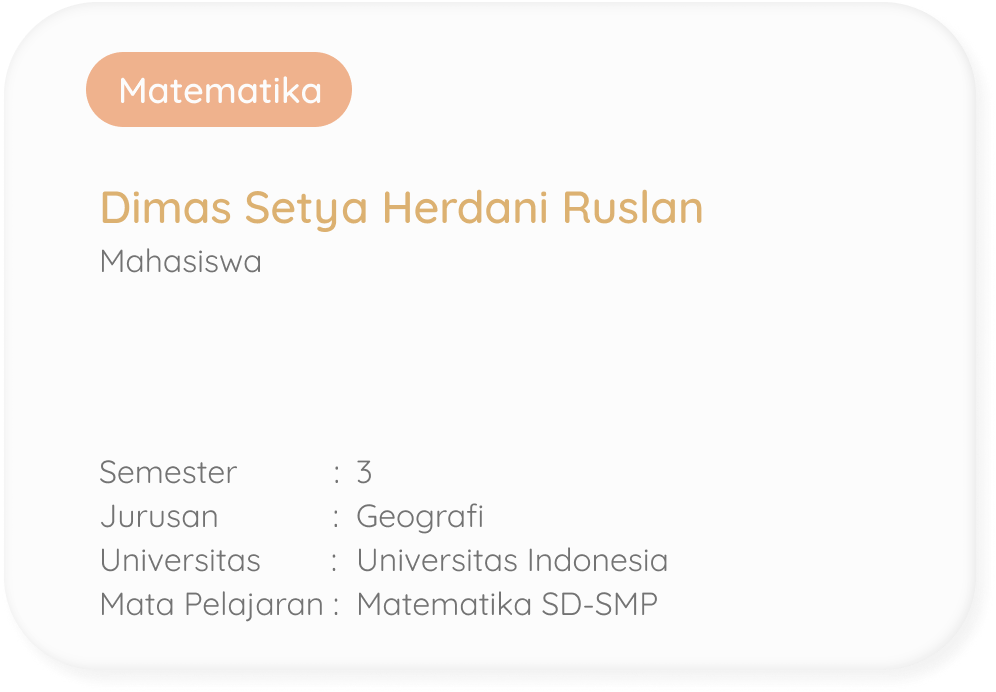 Matematika
Dimas Setya Herdani Ruslan
Mahasiswa
Semester : 3
Jurusan : Geografi
Universitas : Universitas Indonesia
Mata Pelajaran : Matematika SD-SMP